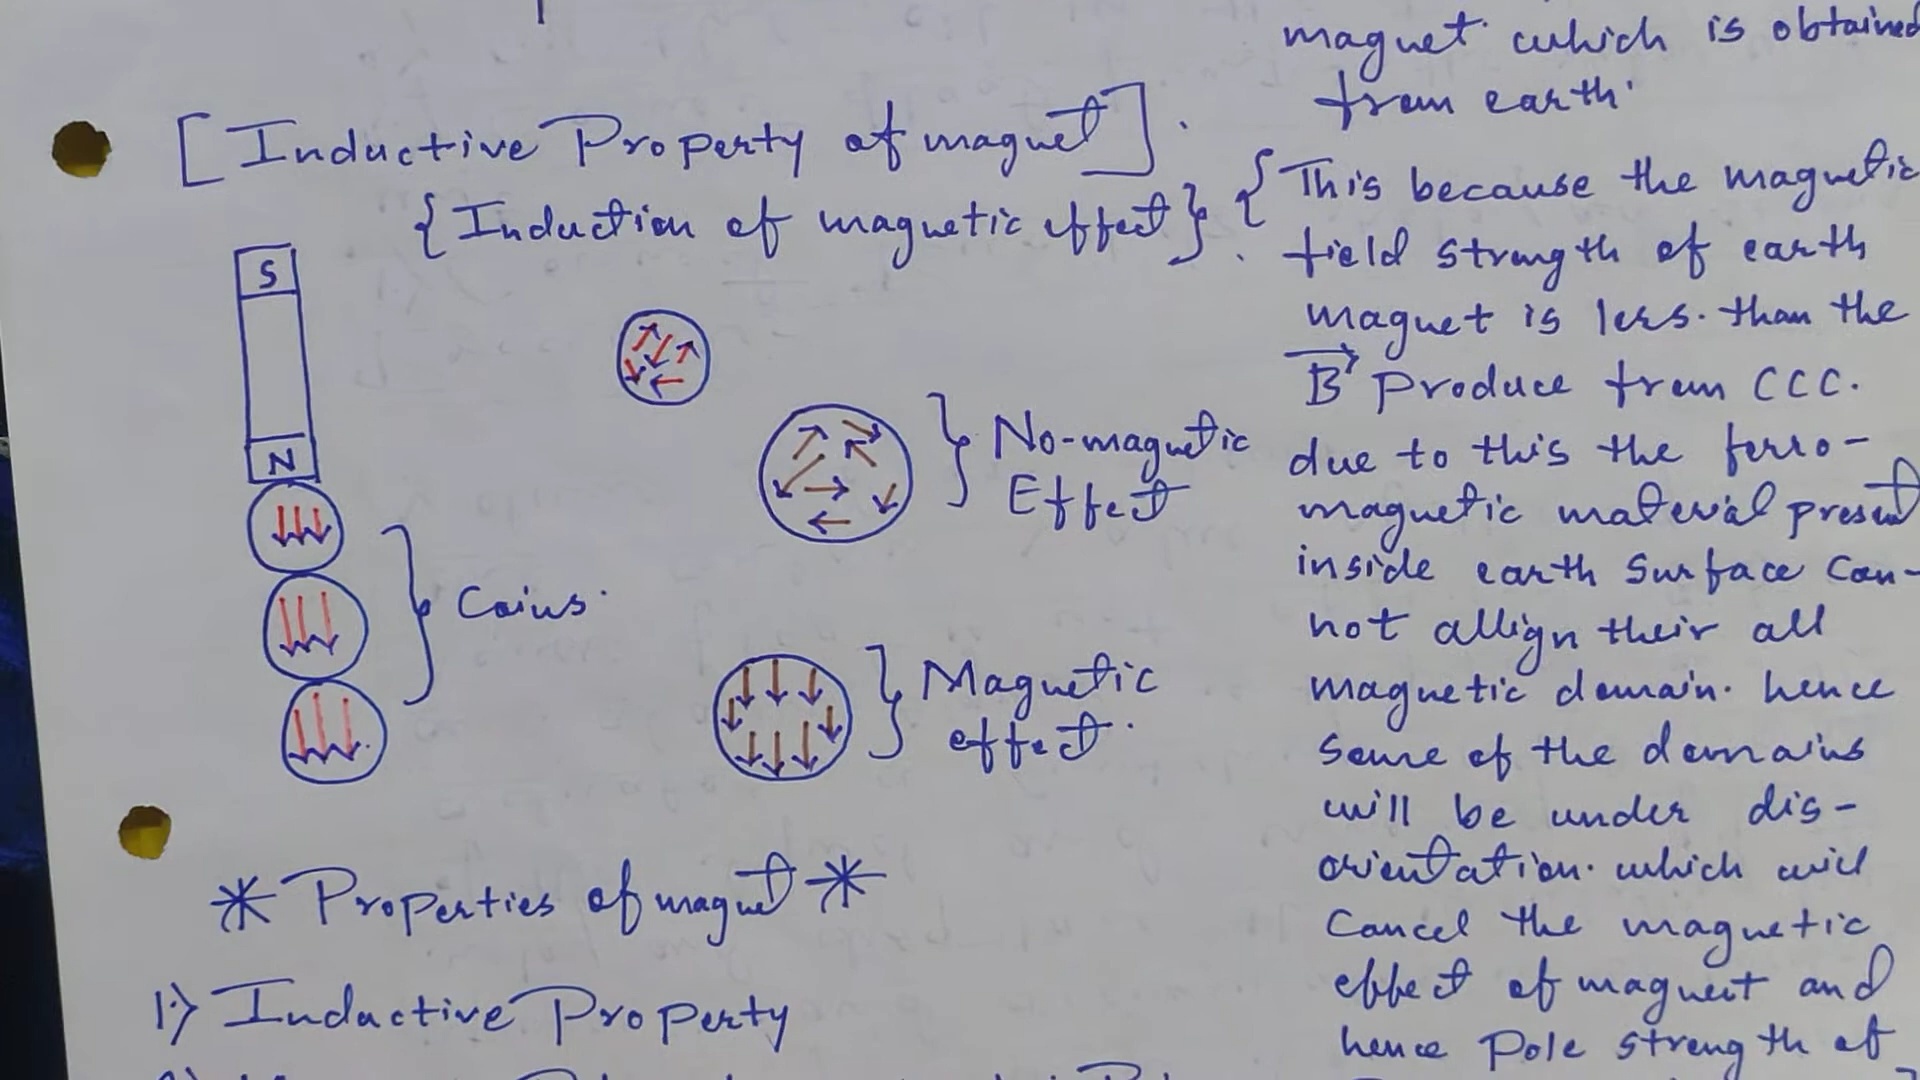 [Inductive Property of magnet].
{Induction of magnetic effect}.
S
N
Coins.
No-magnetic
Effect
Magnetic
effect.
* Properties of magnet *
1.) Inductive Property
magnet which is obtained
from earth.
{This because the magnetic
field strength of earth
magnet is less. than the
B⃗ Produce from CCC.
due to this the ferro-
magnetic material present
inside earth Surface Can-
not allign their all
magnetic domain. hence
some of the domains
will be under dis-
orientation. which will
Cancel the magnetic
effect of magnet and
hence Pole strength of